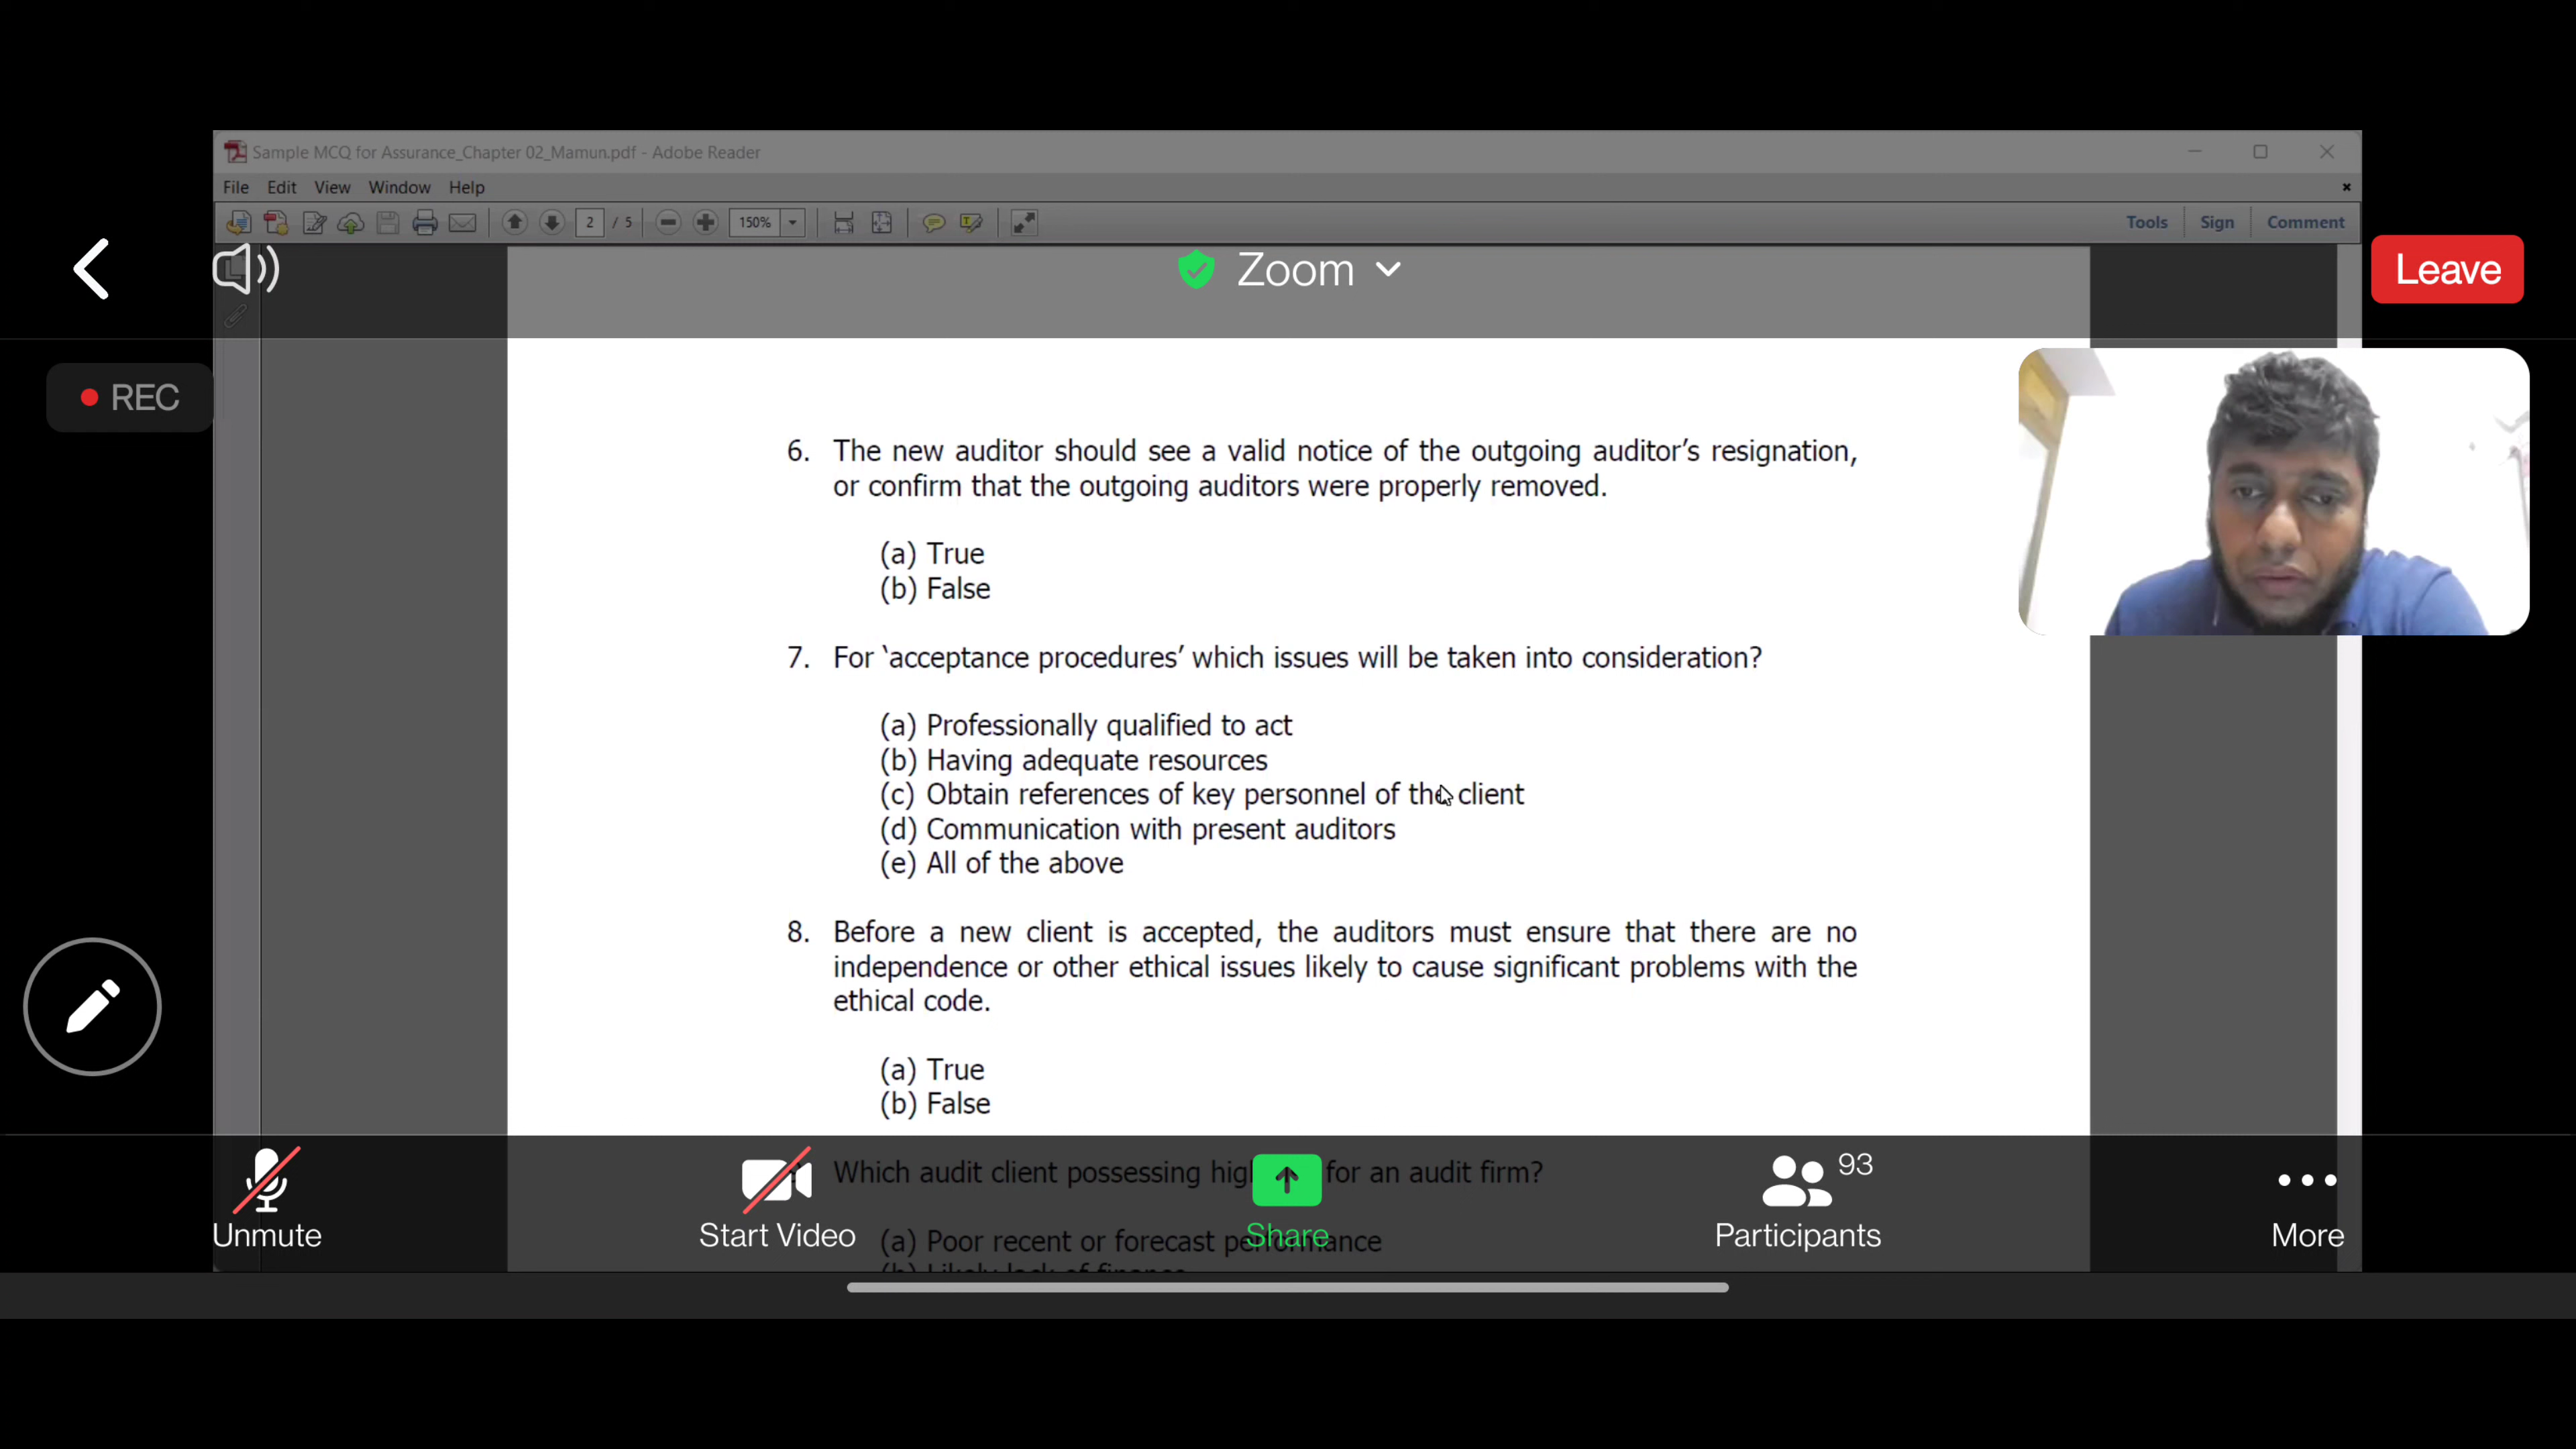 Sample MCQ for Assurance_Chapter 02_Mamun.pdf - Adobe Reader
File Edit View Window Help
2 / 5 150% Tools Sign Comment
Zoom
Leave
REC
6. The new auditor should see a valid notice of the outgoing auditor’s resignation,
or confirm that the outgoing auditors were properly removed.
(a) True
(b) False
7. For ‘acceptance procedures’ which issues will be taken into consideration?
(a) Professionally qualified to act
(b) Having adequate resources
(c) Obtain references of key personnel of the client
(d) Communication with present auditors
(e) All of the above
8. Before a new client is accepted, the auditors must ensure that there are no
independence or other ethical issues likely to cause significant problems with the
ethical code.
(a) True
(b) False
Which audit client possessing for an audit firm?
(a) Poor recent or forecast performance
(b) Likely lack of finance
Unmute
Start Video
Share
93
Participants
More